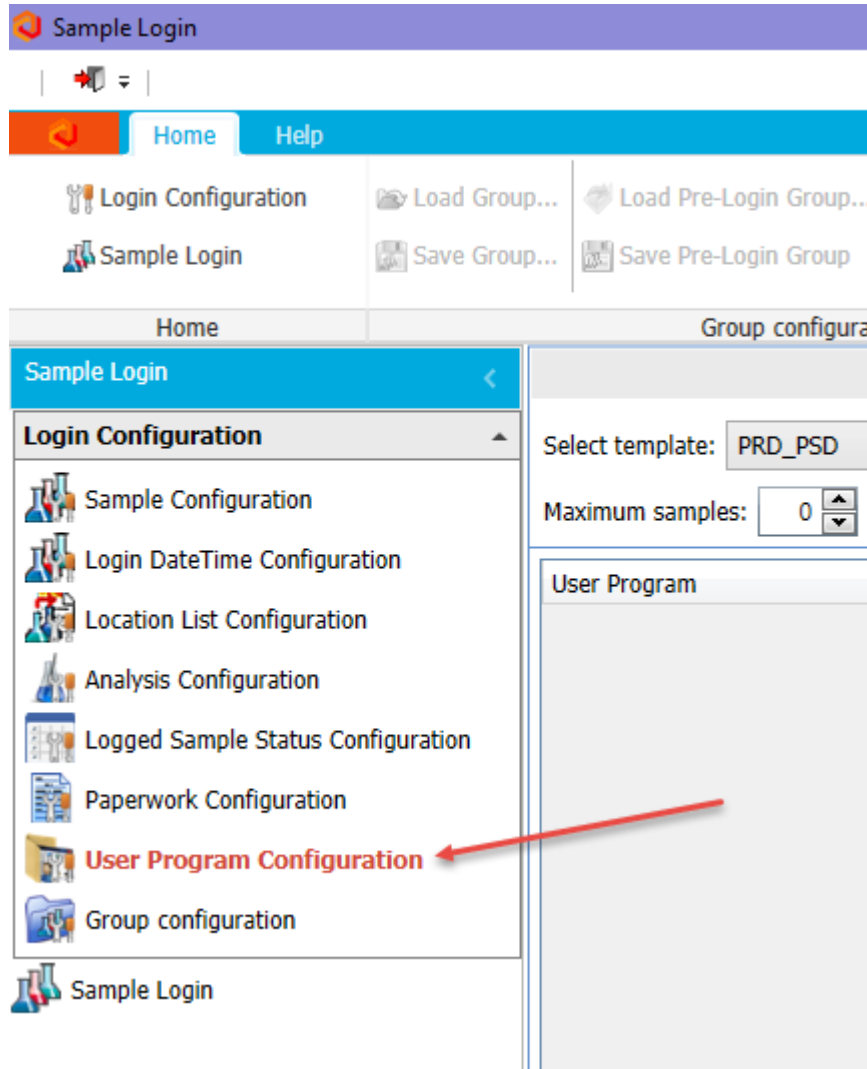 Sample Login
Home Help
Login Configuration Load Group... Load Pre-Login Group...
Sample Login Save Group... Save Pre-Login Group
Home Group configura
Sample Login
Login Configuration
Sample Configuration
Login DateTime Configuration
Location List Configuration
Analysis Configuration
Logged Sample Status Configuration
Paperwork Configuration
User Program Configuration
Group configuration
Sample Login
Select template: PRD_PSD
Maximum samples: 0
User Program